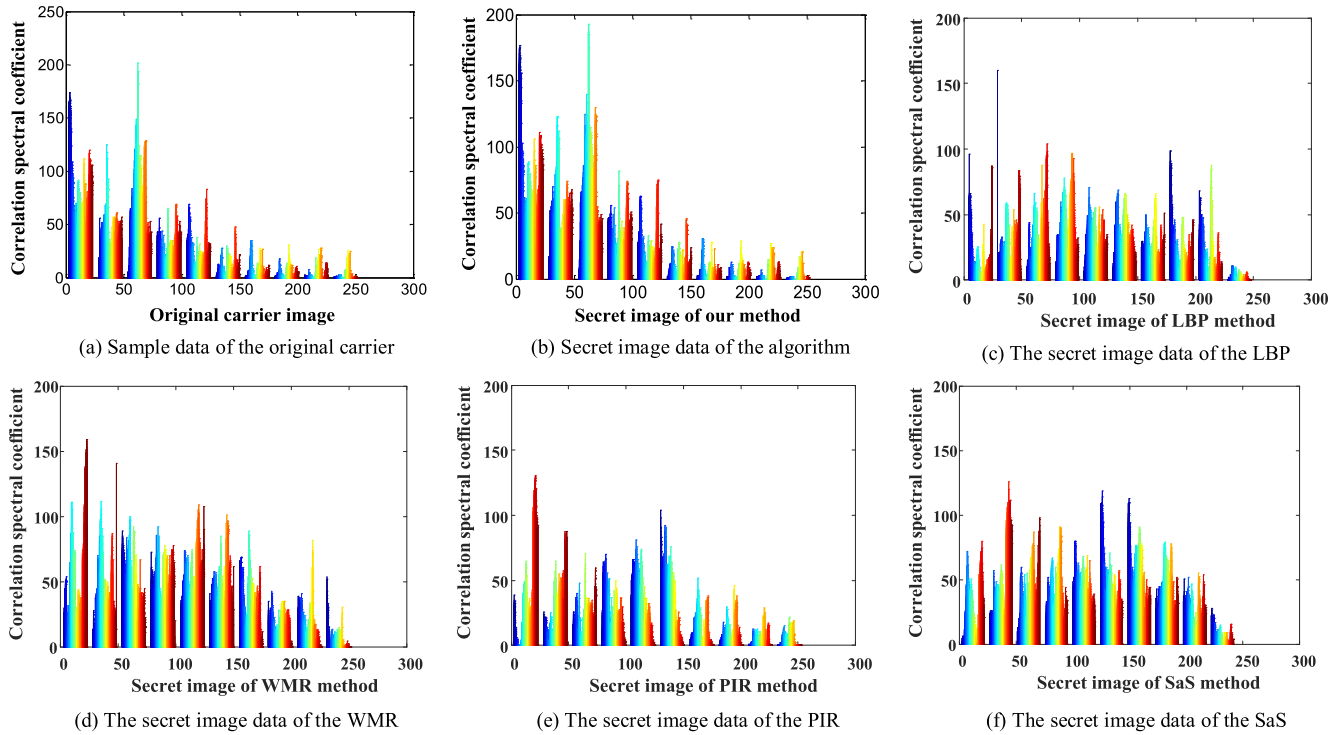 Correlation spectral coefficient
250
200
150
100
50
0
0 50 100 150 200 250 300
Original carrier image
(a) Sample data of the original carrier
Correlation spectral coefficient
200
150
100
50
0
0 50 100 150 200 250 300
Secret image of our method
(b) Secret image data of the algorithm
Correlation spectral coefficient
200
150
100
50
0
0 50 100 150 200 250 300
Secret image of LBP method
(c) The secret image data of the LBP
Correlation spectral coefficient
200
150
100
50
0
0 50 100 150 200 250 300
Secret image of WMR method
(d) The secret image data of the WMR
Correlation spectral coefficient
200
150
100
50
0
0 50 100 150 200 250 300
Secret image of PIR method
(e) The secret image data of the PIR
Correlation spectral coefficient
200
150
100
50
0
0 50 100 150 200 250 300
Secret image of SaS method
(f) The secret image data of the SaS